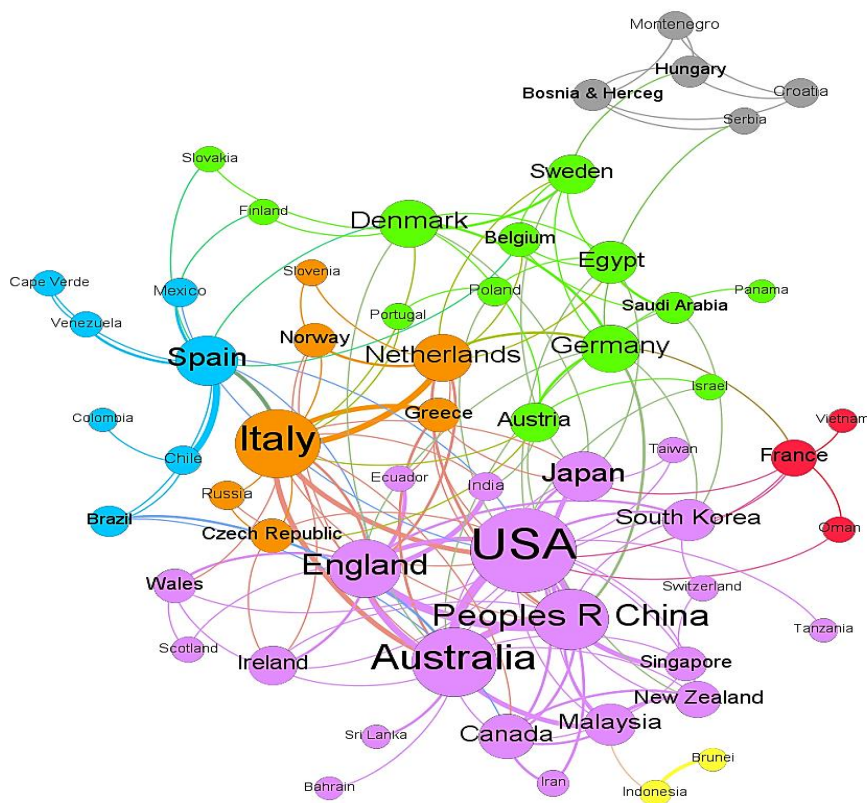 Montenegro
Hungary
Bosnia & Herceg
Croatia
Serbia
Slovakia
Sweden
Finland
Denmark
Belgium
Egypt
Slovenia
Cape Verde
Mexico
Poland
Panama
Saudi Arabia
Venezuela
Portugal
Norway
Spain
Netherlands
Germany
Israel
Colombia
Greece
Austria
Vietnam
Italy
Taiwan
France
Chile
Ecuador
India
Japan
Russia
Brazil
South Korea
Oman
Czech Republic
USA
England
Wales
Switzerland
Peoples R China
Tanzania
Scotland
Ireland
Australia
Singapore
New Zealand
Malaysia
Sri Lanka
Canada
Brunei
Bahrain
Iran
Indonesia